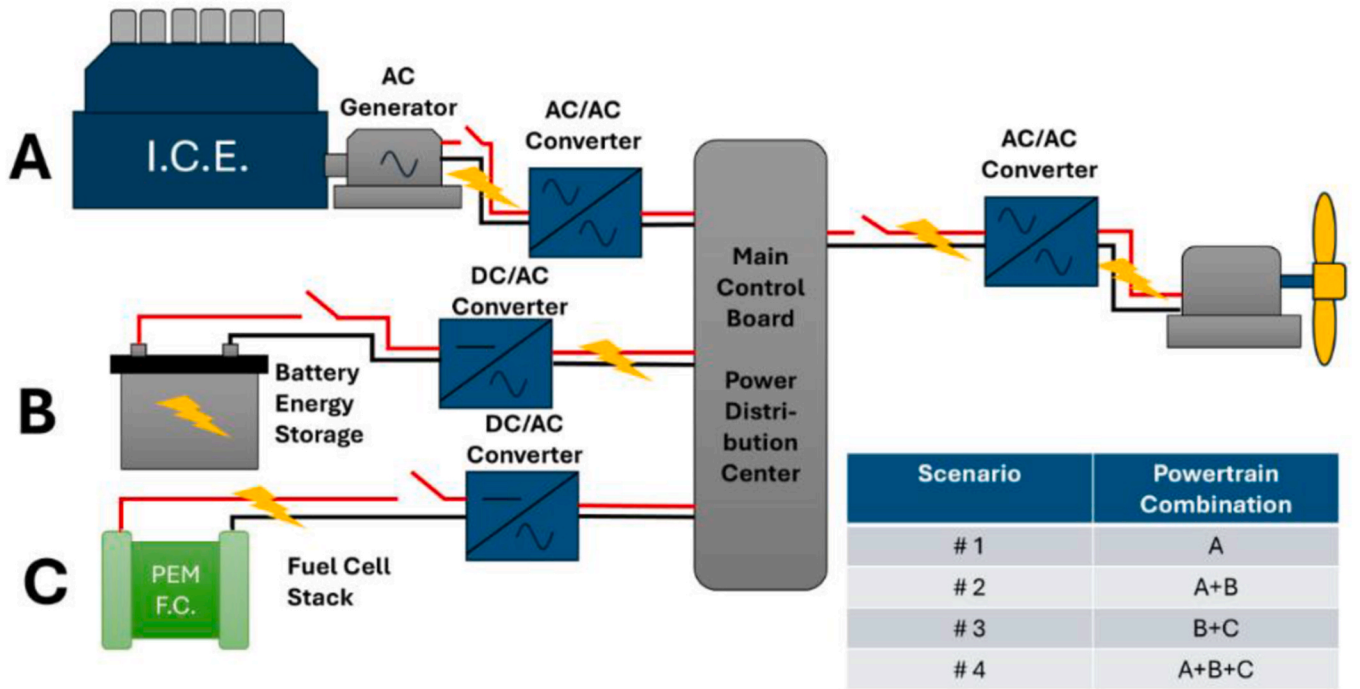 A
I.C.E.
AC
Generator
AC/AC
Converter
AC/AC
Converter
B
Battery
Energy
Storage
DC/AC
Converter
C
PEM
F.C.
Fuel Cell
Stack
DC/AC
Converter
Main
Control
Board
Power
Distri-
bution
Center
Scenario Powertrain
Combination
# 1 A
# 2 A+B
# 3 B+C
# 4 A+B+C